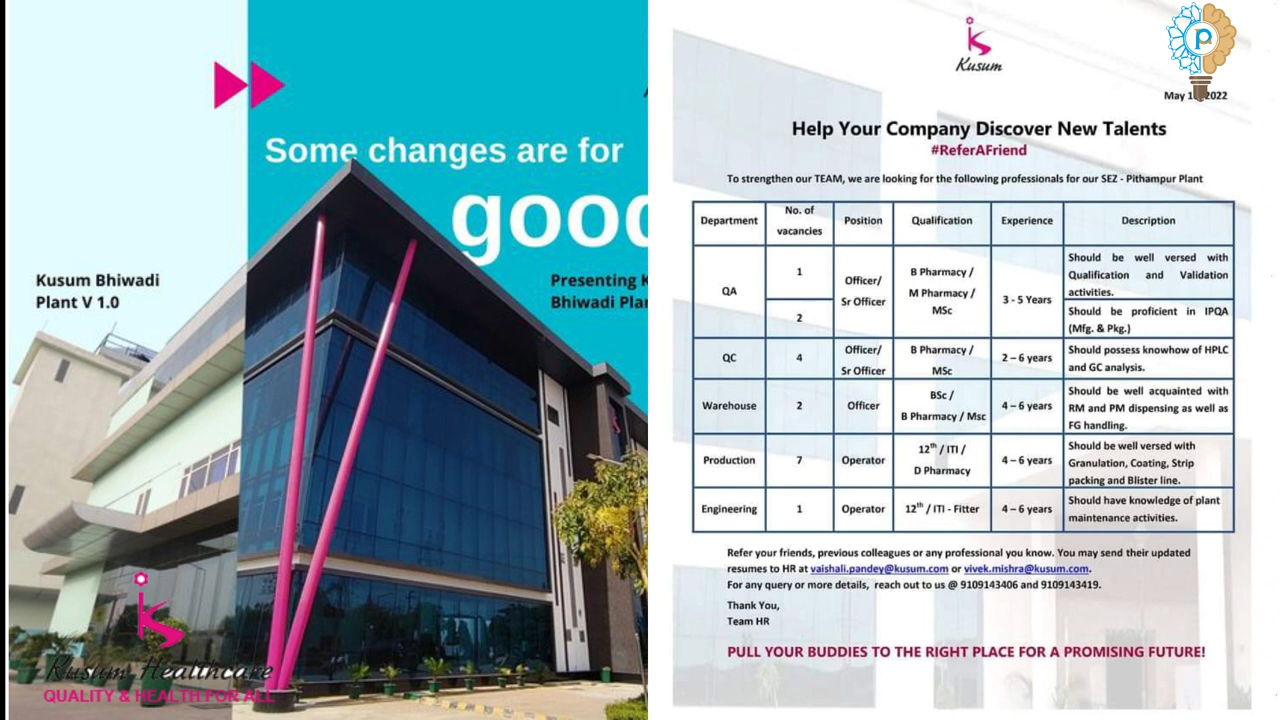 Some changes are for
good
Kusum Bhiwadi
Plant V 1.0
Presenting
Bhiwadi
Kusum Healthcare
QUALITY & HEALTH FOR ALL
Kusum
May 2022
Help Your Company Discover New Talents
#ReferAFriend
To strengthen our TEAM, we are looking for the following professionals for our SEZ - Pithampur Plant
Department No. of vacancies Position Qualification Experience Description
QA 1 Officer/ Sr Officer B Pharmacy / M Pharmacy / MSc 3 - 5 Years Should be well versed with Qualification and Validation activities.
2 Should be proficient in IPQA (Mfg. & Pkg.)
QC 4 Officer/ Sr Officer B Pharmacy / MSc 2 – 6 years Should possess knowhow of HPLC and GC analysis.
Warehouse 2 Officer BSc / B Pharmacy / Msc 4 – 6 years Should be well acquainted with RM and PM dispensing as well as FG handling.
Production 7 Operator 12th / ITI / D Pharmacy 4 – 6 years Should be well versed with Granulation, Coating, Strip packing and Blister line.
Engineering 1 Operator 12th / ITI - Fitter 4 – 6 years Should have knowledge of plant maintenance activities.
Refer your friends, previous colleagues or any professional you know. You may send their updated
resumes to HR at vaishali.pandey@kusum.com or vivek.mishra@kusum.com.
For any query or more details, reach out to us @ 9109143406 and 9109143419.
Thank You,
Team HR
PULL YOUR BUDDIES TO THE RIGHT PLACE FOR A PROMISING FUTURE!